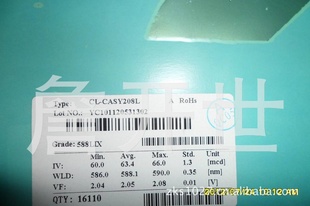 Type: CL-CASY208L A RoHs
Lot NO.: YC101120531302
Grade: 588LIX
Min. Avg. Max. Std. Unit
IV: 60.0 63.4 66.0 1.3 [mcd]
WLD: 586.0 588.1 590.0 0.35 [nm]
VF: 2.04 2.05 2.08 [V]
QTY: 16110